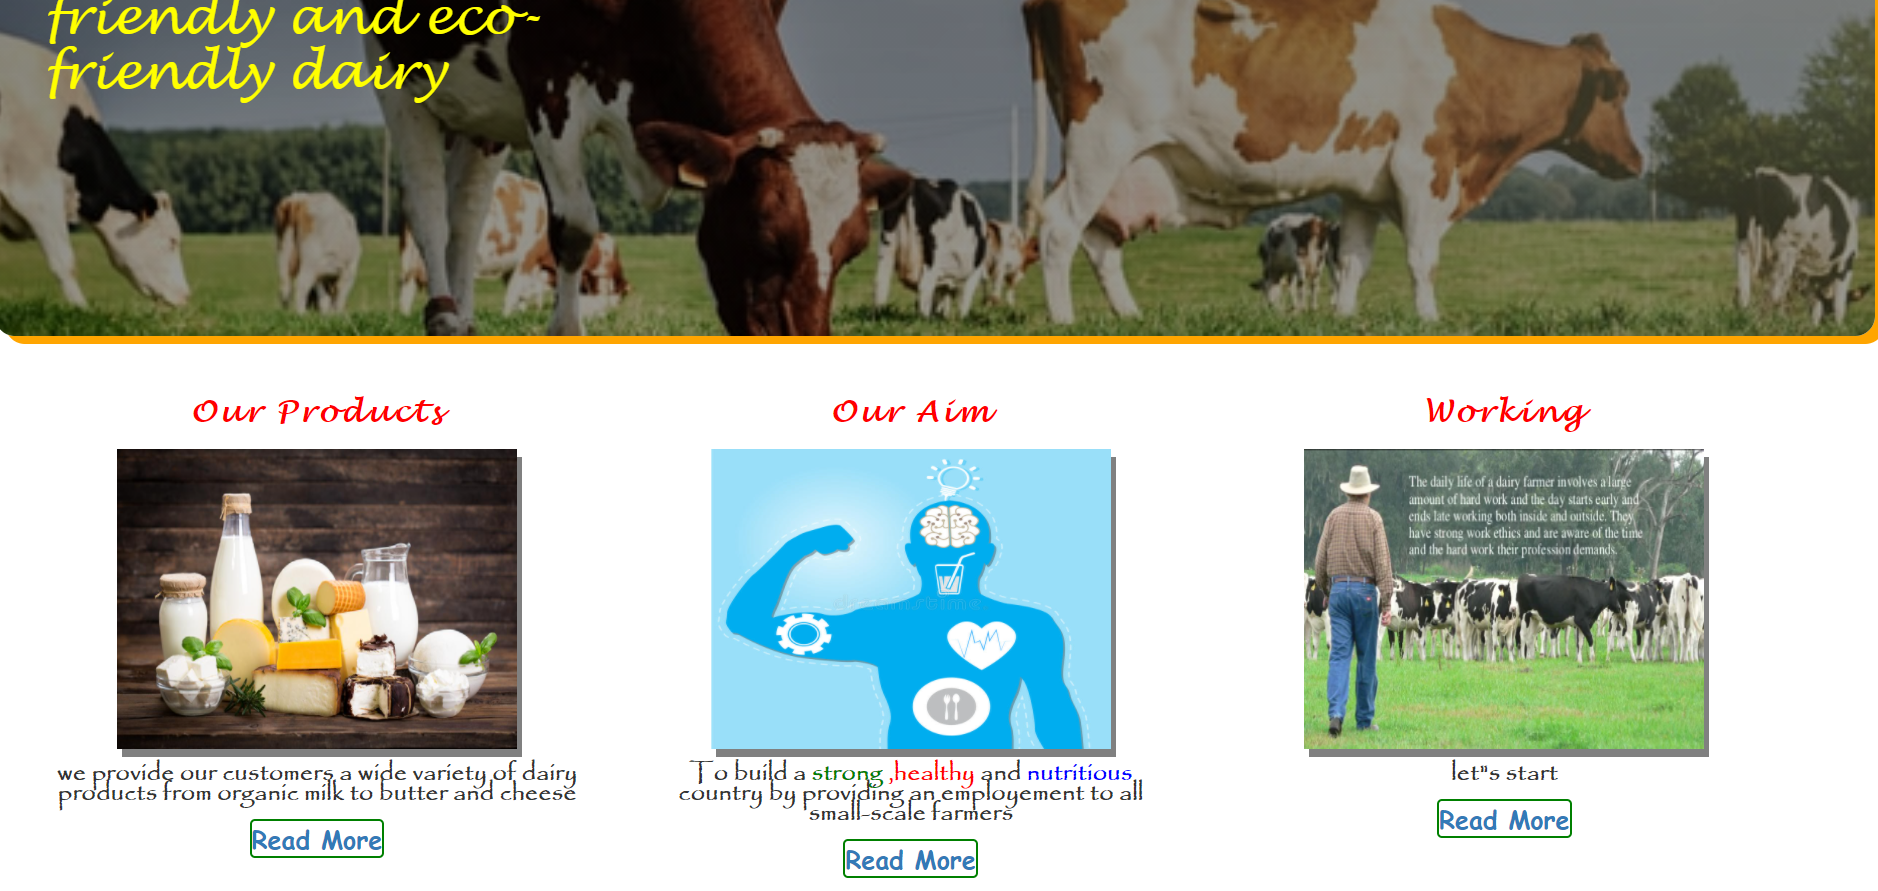 friendly and eco-
friendly dairy
Our Products
we provide our customers a wide variety of dairy
products from organic milk to butter and cheese
Read More
Our Aim
To build a strong ,healthy and nutritious
country by providing an employement to all
small-scale farmers
Read More
Working
The daily life of a dairy farmer involves a large
amount of hard work and the day starts early and
ends late working both inside and outside. They
have strong work ethics and are aware of the time
and the hard work their profession demands.
let"s start
Read More